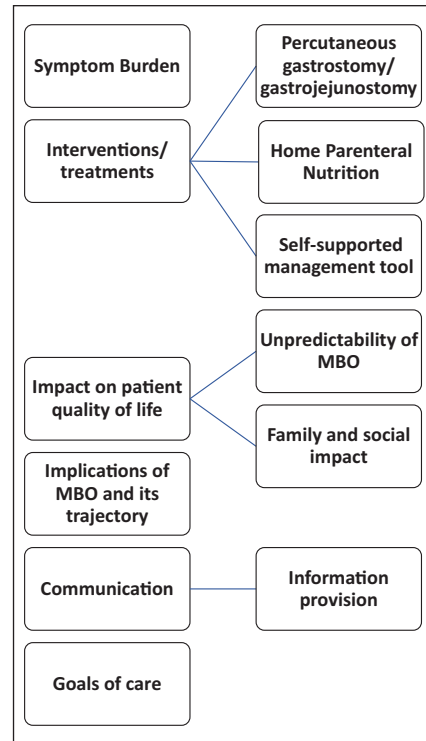 Symptom Burden
Interventions/
treatments
Percutaneous
gastrostomy/
gastrojejunostomy
Home Parenteral
Nutrition
Self-supported
management tool
Impact on patient
quality of life
Unpredictability of
MBO
Family and social
impact
Implications of
MBO and its
trajectory
Communication
Information
provision
Goals of care